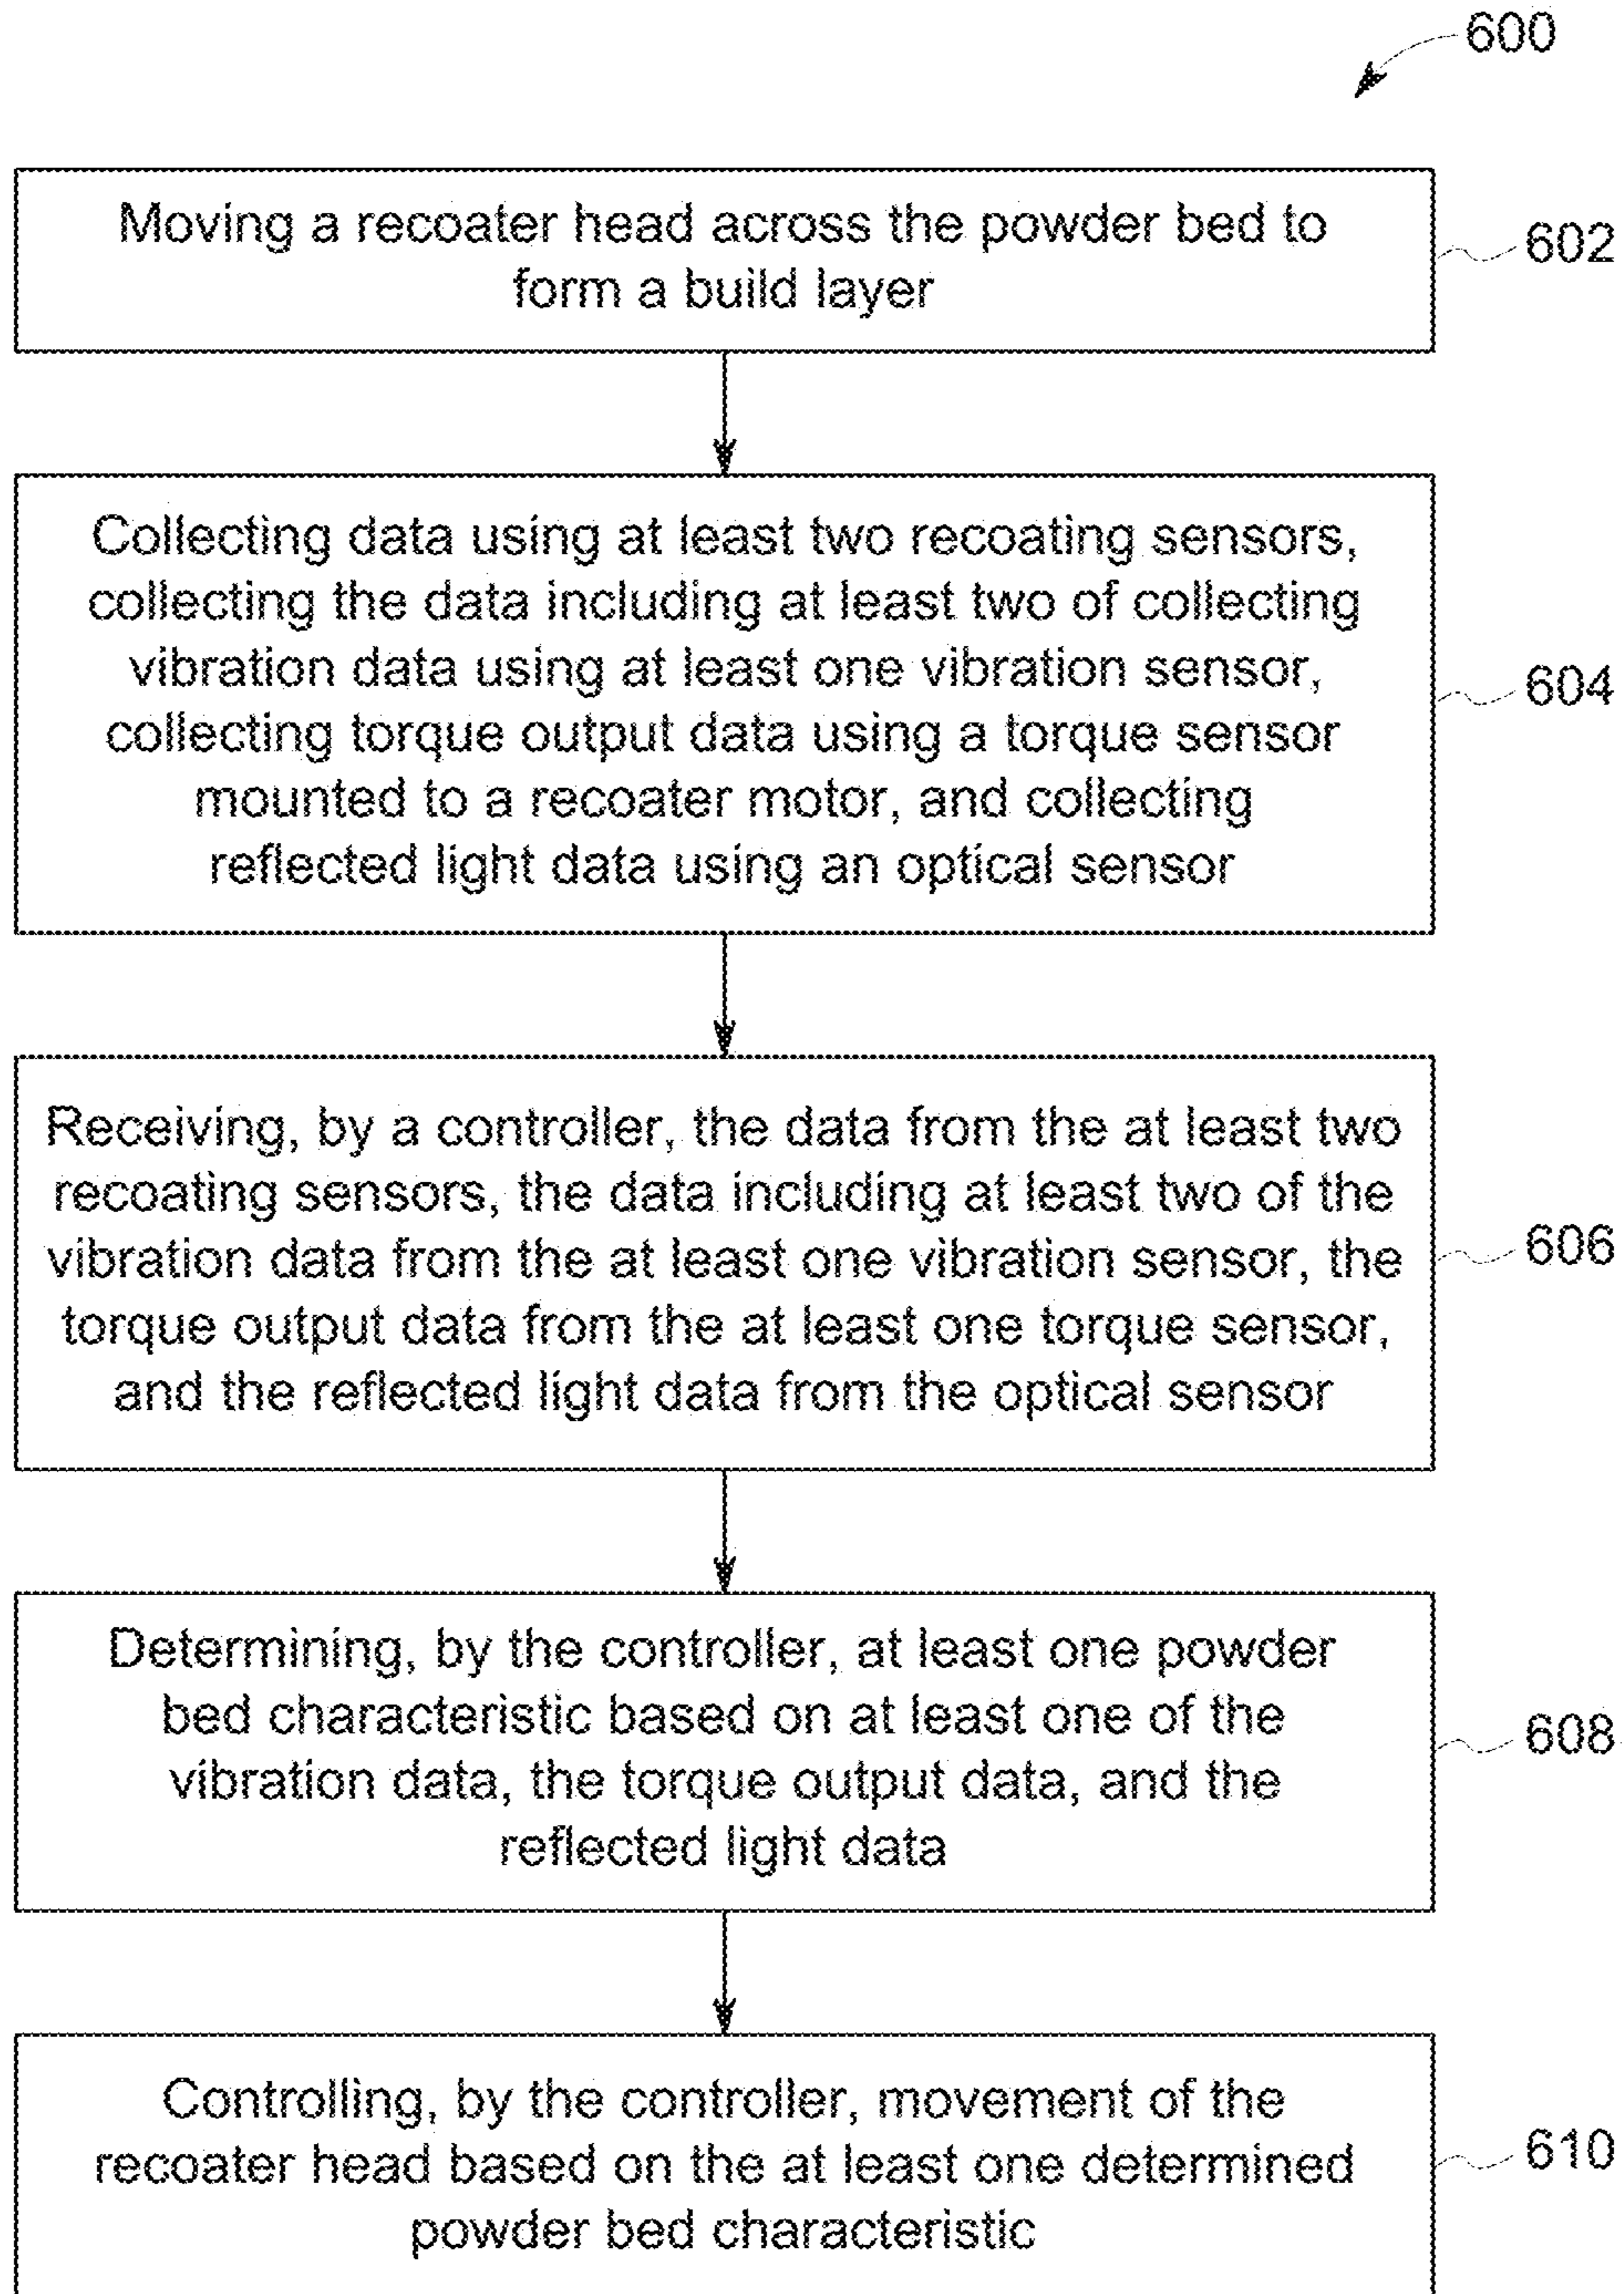 600
Moving a recoater head across the powder bed to
form a build layer
602
Collecting data using at least two recoating sensors,
collecting the data including at least two of collecting
vibration data using at least one vibration sensor,
collecting torque output data using a torque sensor
mounted to a recoater motor, and collecting
reflected light data using an optical sensor
604
Receiving, by a controller, the data from the at least two
recoating sensors, the data including at least two of the
vibration data from the at least one vibration sensor, the
torque output data from the at least one torque sensor,
and the reflected light data from the optical sensor
606
Determining, by the controller, at least one powder
bed characteristic based on at least one of the
vibration data, the torque output data, and the
reflected light data
608
Controlling, by the controller, movement of the
recoater head based on the at least one determined
powder bed characteristic
610